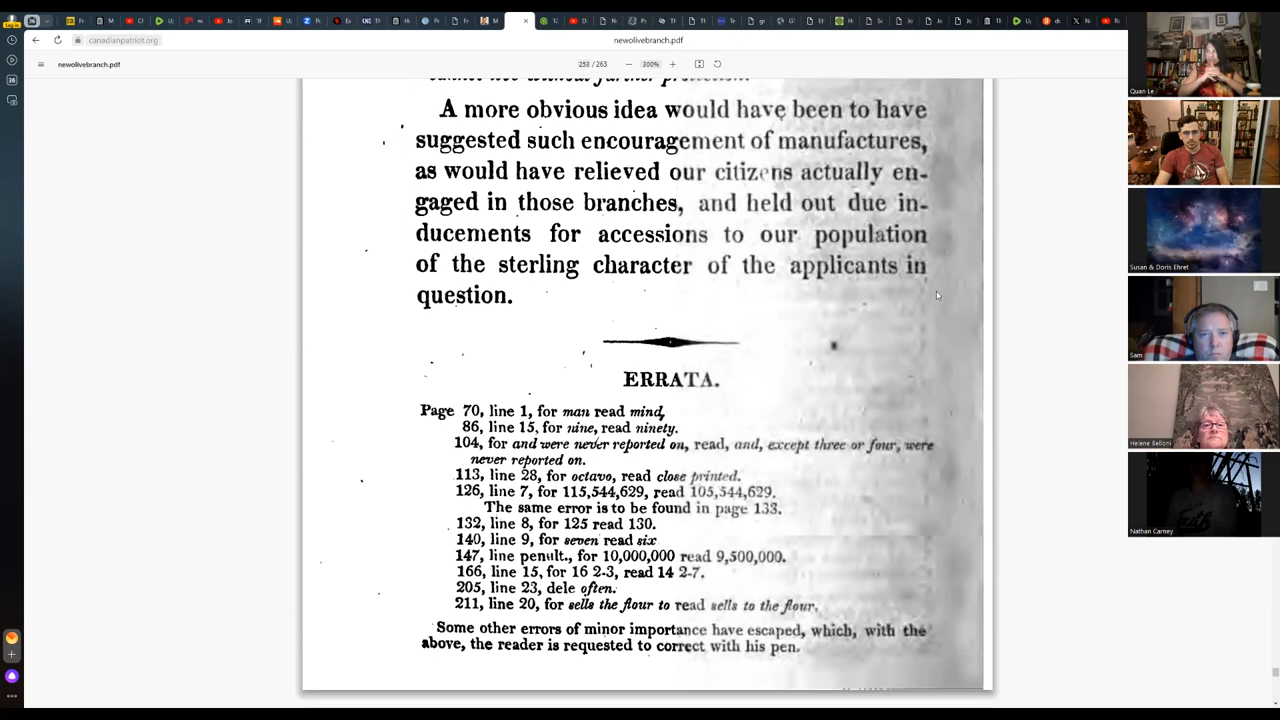 canadianpatriot.org
newolivebranch.pdf
newolivebranch.pdf
253 / 263
300%
cannot live without further protection.
A more obvious idea would have been to have
suggested such encouragement of manufactures,
as would have relieved our citizens actually en-
gaged in those branches, and held out due in-
ducements for accessions to our population
of the sterling character of the applicants in
question.
ERRATA.
Page 70, line 1, for man read mind,
86, line 15, for nine, read ninety.
104, for and were never reported on, read, and, except three or four, were
never reported on.
113, line 28, for octavo, read close printed.
126, line 7, for 115,544,629, read 105,544,629.
The same error is to be found in page 133.
132, line 8, for 125 read 130.
140, line 9, for seven read six
147, line penult., for 10,000,000 read 9,500,000.
166, line 15, for 16 2-3, read 14 2-7.
205, line 23, dele often.
211, line 20, for sells the flour to read sells to the flour.
Some other errors of minor importance have escaped, which, with the
above, the reader is requested to correct with his pen.
Quan Le
Susan & Doris Ehret
Sam
Helene Belloni
Nathan Carney